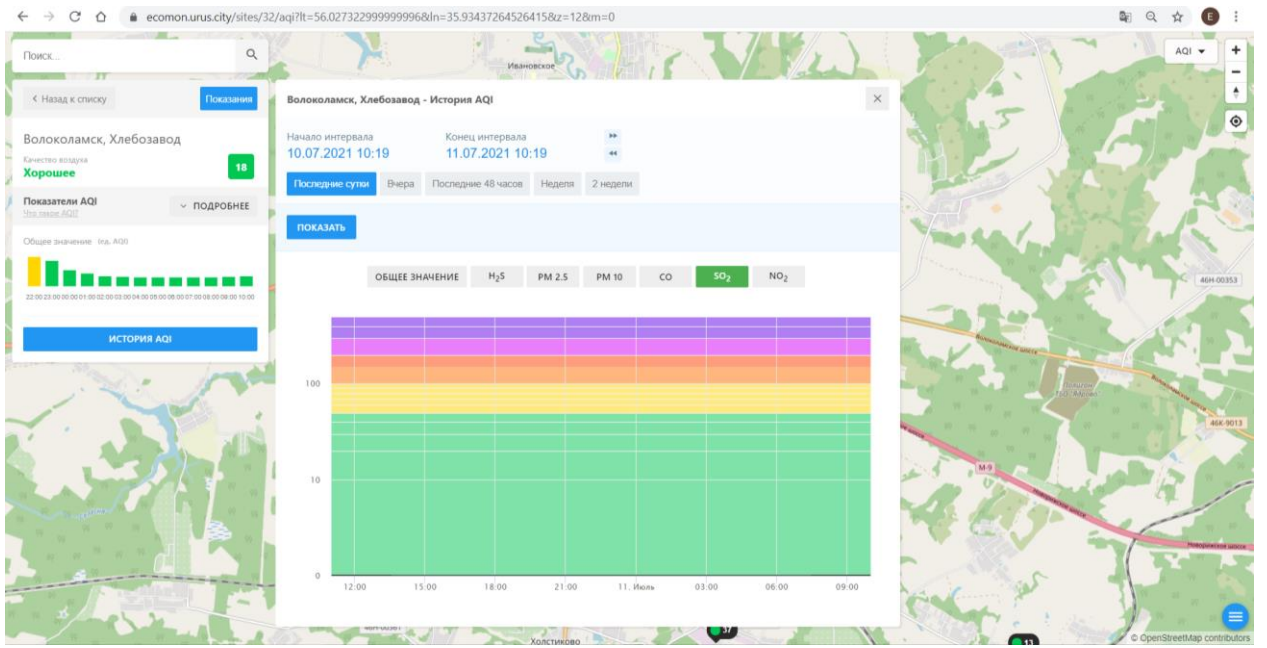 ecomon.urus.city/sites/32/aqi?lt=56.027322999999996&ln=35.93437264526415&z=12&m=0
E
Поиск...
Ивановское
AQI
‹ Назад к списку
Показания
Волоколамск, Хлебозавод
Качество воздуха
Хорошее
18
Показатели AQI
Что такое AQI?
ПОДРОБНЕЕ
Общее значение (ед. AQI)
22:00 23:00 00:00 01:00 02:00 03:00 04:00 05:00 06:00 07:00 08:00 09:00 10:00
ИСТОРИЯ AQI
Волоколамск, Хлебозавод - История AQI
Начало интервала
Конец интервала
10.07.2021 10:19
11.07.2021 10:19
Последние сутки
Вчера
Последние 48 часов
Неделя
2 недели
ПОКАЗАТЬ
ОБЩЕЕ ЗНАЧЕНИЕ
H₂S
PM 2.5
PM 10
CO
SO₂
NO₂
100
10
0
12:00 15:00 18:00 21:00 11. Июль 03:00 06:00 09:00
46Н-00353
Волоколамское шоссе
Полигон
ТБО "Ядрово"
46К-9013
М-9
Новорижское шоссе
Новорижское шоссе
46Н-00361
Холстиково
37
13
© OpenStreetMap contributors